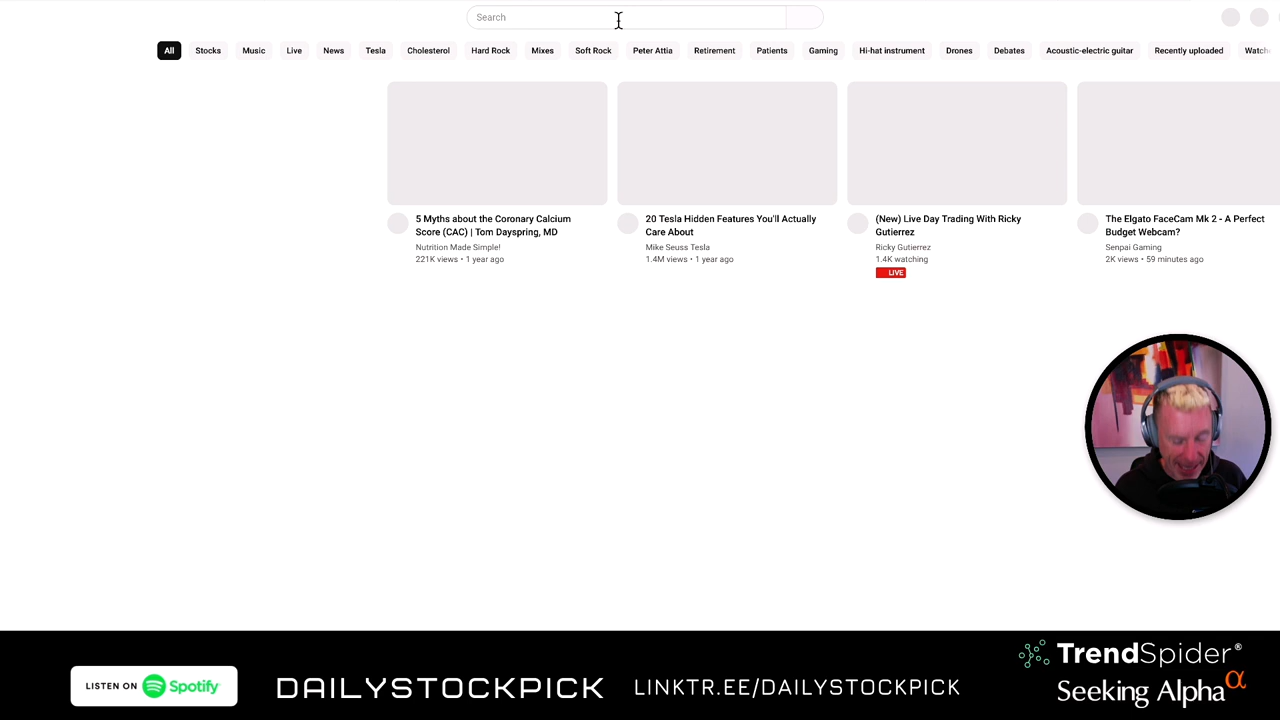 Search
All Stocks Music Live News Tesla Cholesterol Hard Rock Mixes Soft Rock Peter Attia Retirement Patients Gaming Hi-hat instrument Drones Debates Acoustic-electric guitar Recently uploaded Watch
5 Myths about the Coronary Calcium
Score (CAC) | Tom Dayspring, MD
Nutrition Made Simple!
221K views • 1 year ago
20 Tesla Hidden Features You'll Actually
Care About
Mike Seuss Tesla
1.4M views • 1 year ago
(New) Live Day Trading With Ricky
Gutierrez
Ricky Gutierrez
1.4K watching
LIVE
The Elgato FaceCam Mk 2 - A Perfect
Budget Webcam?
Senpai Gaming
2K views • 59 minutes ago
LISTEN ON Spotify
DAILYSTOCKPICK
LINKTR.EE/DAILYSTOCKPICK
TrendSpider®
Seeking Alpha α